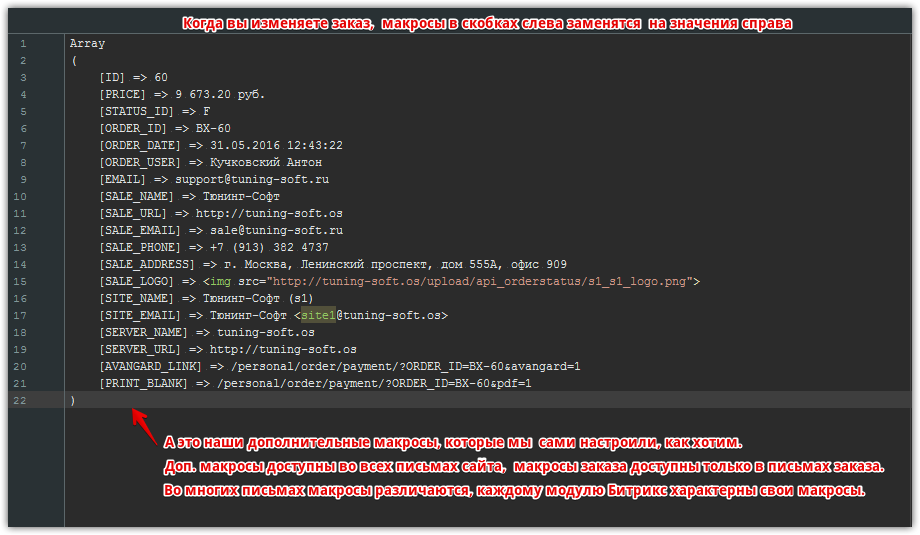 Когда вы изменяете заказ, макросы в скобках слева заменятся на значения справа
1 Array
2 (
3 [ID] => 60
4 [PRICE] => 9 673.20 руб.
5 [STATUS_ID] => F
6 [ORDER_ID] => BX-60
7 [ORDER_DATE] => 31.05.2016 12:43:22
8 [ORDER_USER] => Кучковский Антон
9 [EMAIL] => support@tuning-soft.ru
10 [SALE_NAME] => Тюнинг-Софт
11 [SALE_URL] => http://tuning-soft.os
12 [SALE_EMAIL] => sale@tuning-soft.ru
13 [SALE_PHONE] => +7 (913) 382 4737
14 [SALE_ADDRESS] => г. Москва, Ленинский проспект, дом 555А, офис 909
15 [SALE_LOGO] => <img src="http://tuning-soft.os/upload/api_orderstatus/s1_s1_logo.png">
16 [SITE_NAME] => Тюнинг-Софт (s1)
17 [SITE_EMAIL] => Тюнинг-Софт <site1@tuning-soft.os>
18 [SERVER_NAME] => tuning-soft.os
19 [SERVER_URL] => http://tuning-soft.os
20 [AVANGARD_LINK] => /personal/order/payment/?ORDER_ID=BX-60&avangard=1
21 [PRINT_BLANK] => /personal/order/payment/?ORDER_ID=BX-60&pdf=1
22 )
А это наши дополнительные макросы, которые мы сами настроили, как хотим.
Доп. макросы доступны во всех письмах сайта, макросы заказа доступны только в письмах заказа.
Во многих письмах макросы различаются, каждому модулю Битрикс характерны свои макросы.